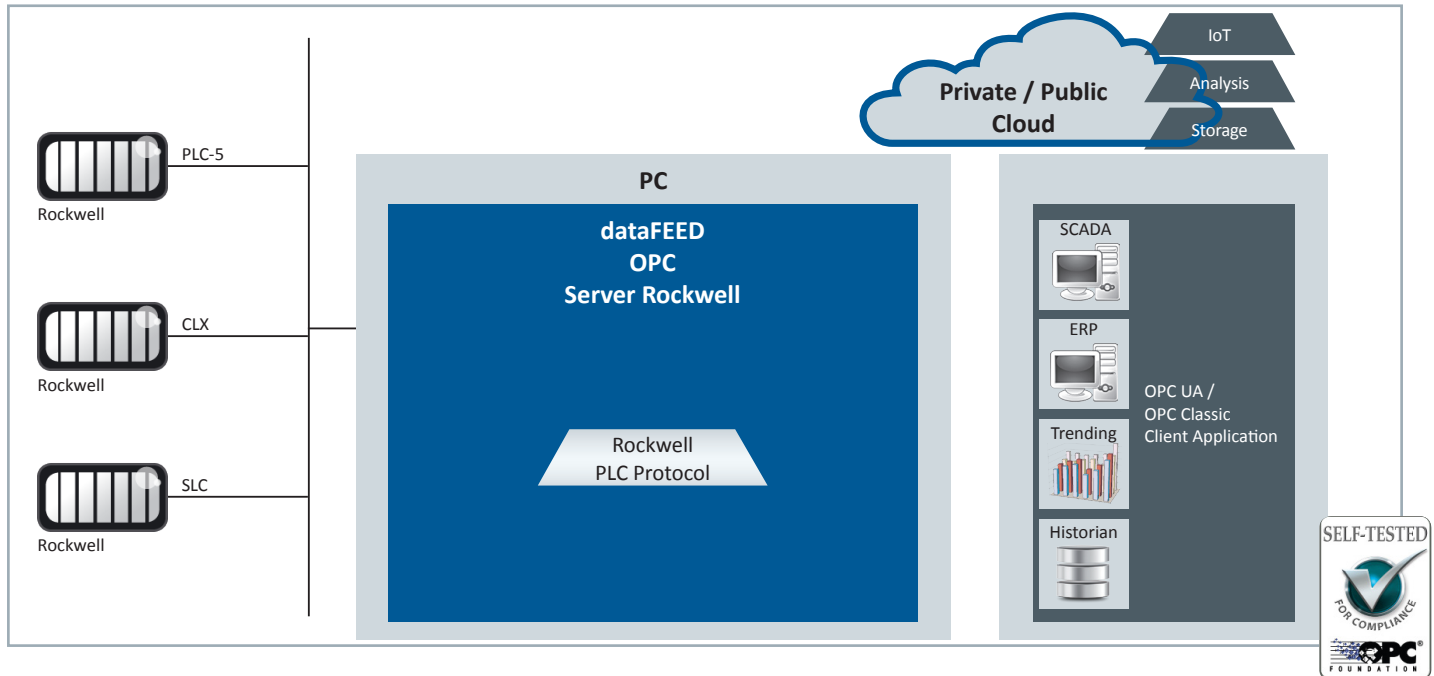 PLC-5
Rockwell
CLX
Rockwell
SLC
Rockwell
PC
dataFEED
OPC
Server Rockwell
Rockwell
PLC Protocol
Private / Public
Cloud
IoT
Analysis
Storage
SCADA
ERP
Trending
Historian
OPC UA /
OPC Classic
Client Application
SELF-TESTED
FOR COMPLIANCE
OPC®
FOUNDATION